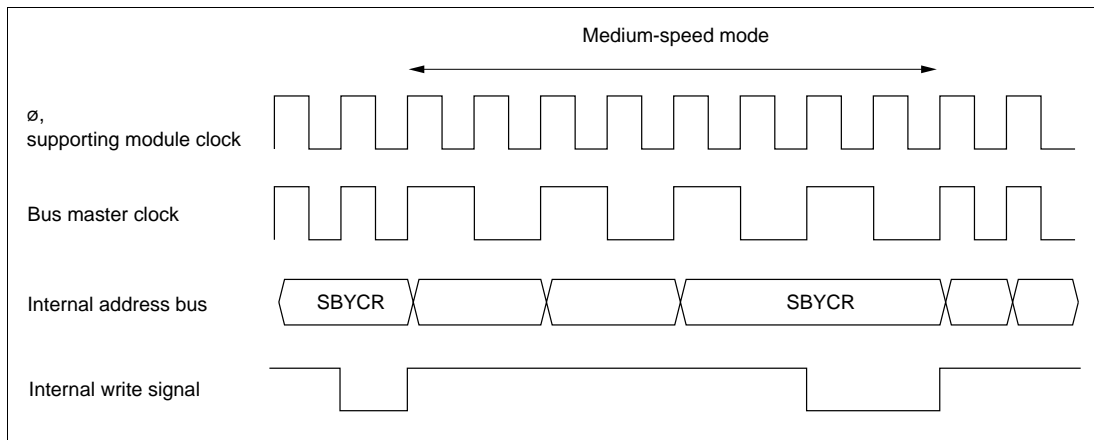 Medium-speed mode
ø,
supporting module clock
Bus master clock
Internal address bus
SBYCR
SBYCR
Internal write signal